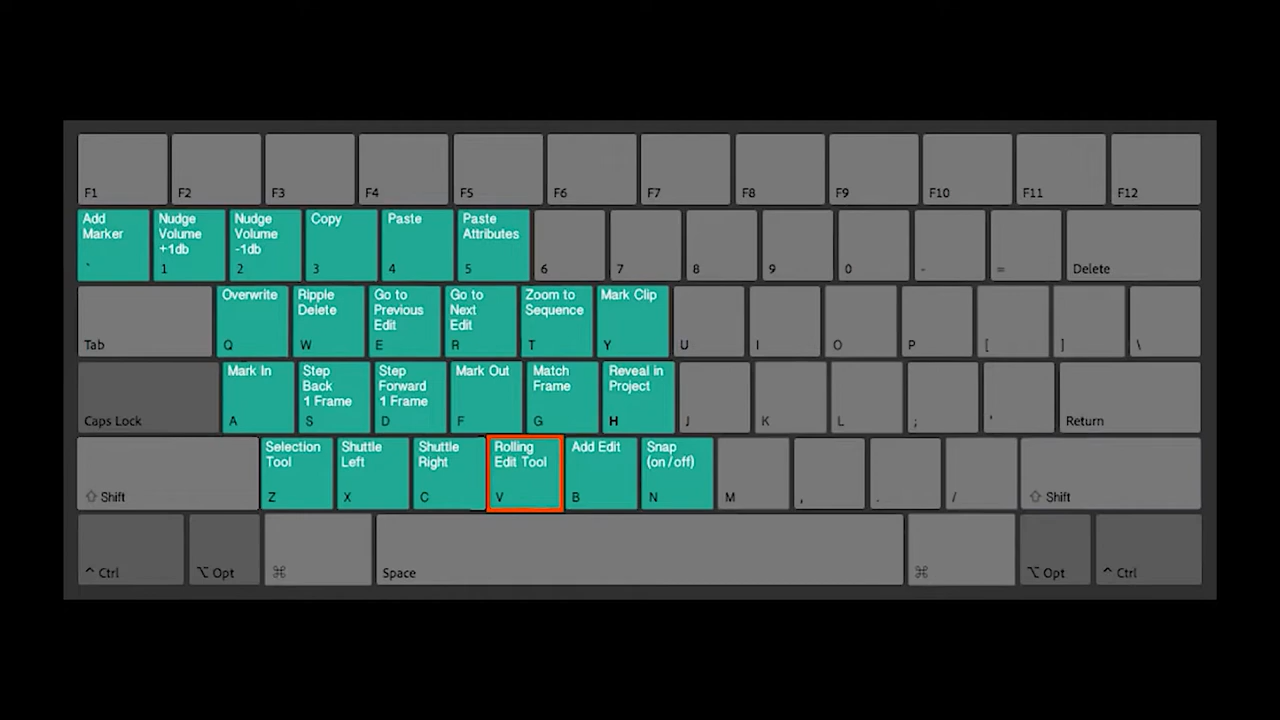 F1 F2 F3 F4 F5 F6 F7 F8 F9 F10 F11 F12
Add Nudge Nudge Copy Paste Paste
Marker Volume Volume Attributes
+1db -1db
` 1 2 3 4 5 6 7 8 9 0 - = Delete
Overwrite Ripple Go to Go to Zoom to Mark Clip
Delete Previous Next Sequence
Edit Edit
Tab Q W E R T Y U I O P [ ] \
Mark In Step Step Mark Out Match Reveal in
Back Forward Frame Project
1 Frame 1 Frame
Caps Lock A S D F G H J K L ; ' Return
Selection Shuttle Shuttle Rolling Add Edit Snap
Tool Left Right Edit Tool (on/off)
⇧ Shift Z X C V B N M , . / ⇧ Shift
^ Ctrl ⌥ Opt ⌘ Space ⌘ ⌥ Opt ^ Ctrl